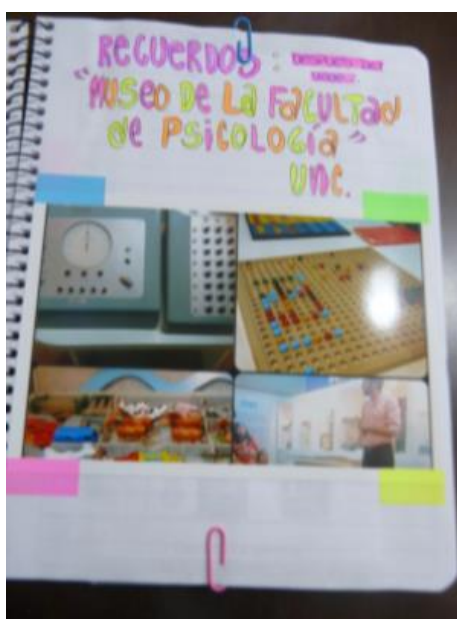 RECUERDOS :
"MUSEO DE LA FACULTAD
de PSICOLOGÍA"
UNC.